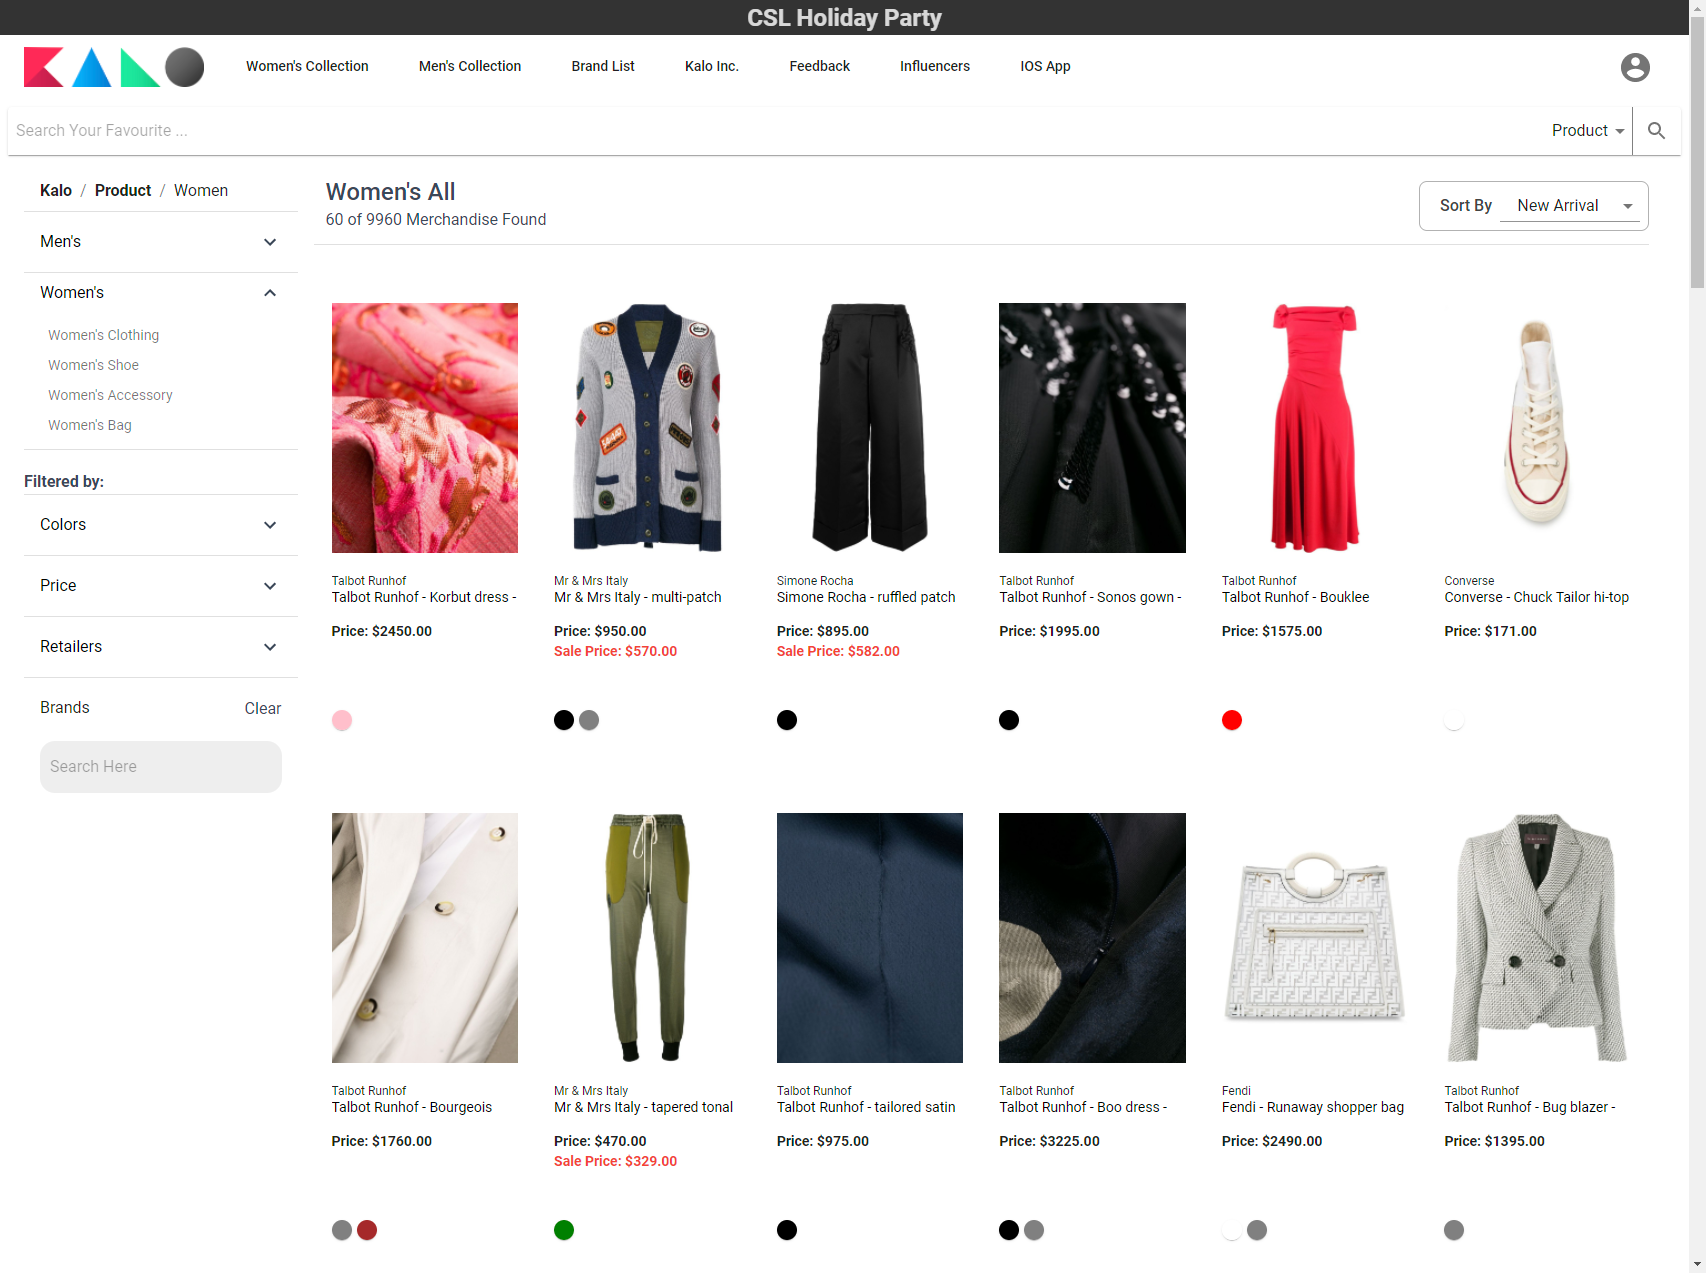 CSL Holiday Party
KALO
Women's Collection
Men's Collection
Brand List
Kalo Inc.
Feedback
Influencers
IOS App
Search Your Favourite ...
Product
Kalo / Product / Women
Men's
Women's
Women's Clothing
Women's Shoe
Women's Accessory
Women's Bag
Filtered by:
Colors
Price
Retailers
Brands
Clear
Search Here
Women's All
60 of 9960 Merchandise Found
Sort By
New Arrival
Talbot Runhof
Talbot Runhof - Korbut dress -
Price: $2450.00
Mr & Mrs Italy
Mr & Mrs Italy - multi-patch
Price: $950.00
Sale Price: $570.00
Simone Rocha
Simone Rocha - ruffled patch
Price: $895.00
Sale Price: $582.00
Talbot Runhof
Talbot Runhof - Sonos gown -
Price: $1995.00
Talbot Runhof
Talbot Runhof - Bouklee
Price: $1575.00
Converse
Converse - Chuck Tailor hi-top
Price: $171.00
Talbot Runhof
Talbot Runhof - Bourgeois
Price: $1760.00
Mr & Mrs Italy
Mr & Mrs Italy - tapered tonal
Price: $470.00
Sale Price: $329.00
Talbot Runhof
Talbot Runhof - tailored satin
Price: $975.00
Talbot Runhof
Talbot Runhof - Boo dress -
Price: $3225.00
Fendi
Fendi - Runaway shopper bag
Price: $2490.00
Talbot Runhof
Talbot Runhof - Bug blazer -
Price: $1395.00